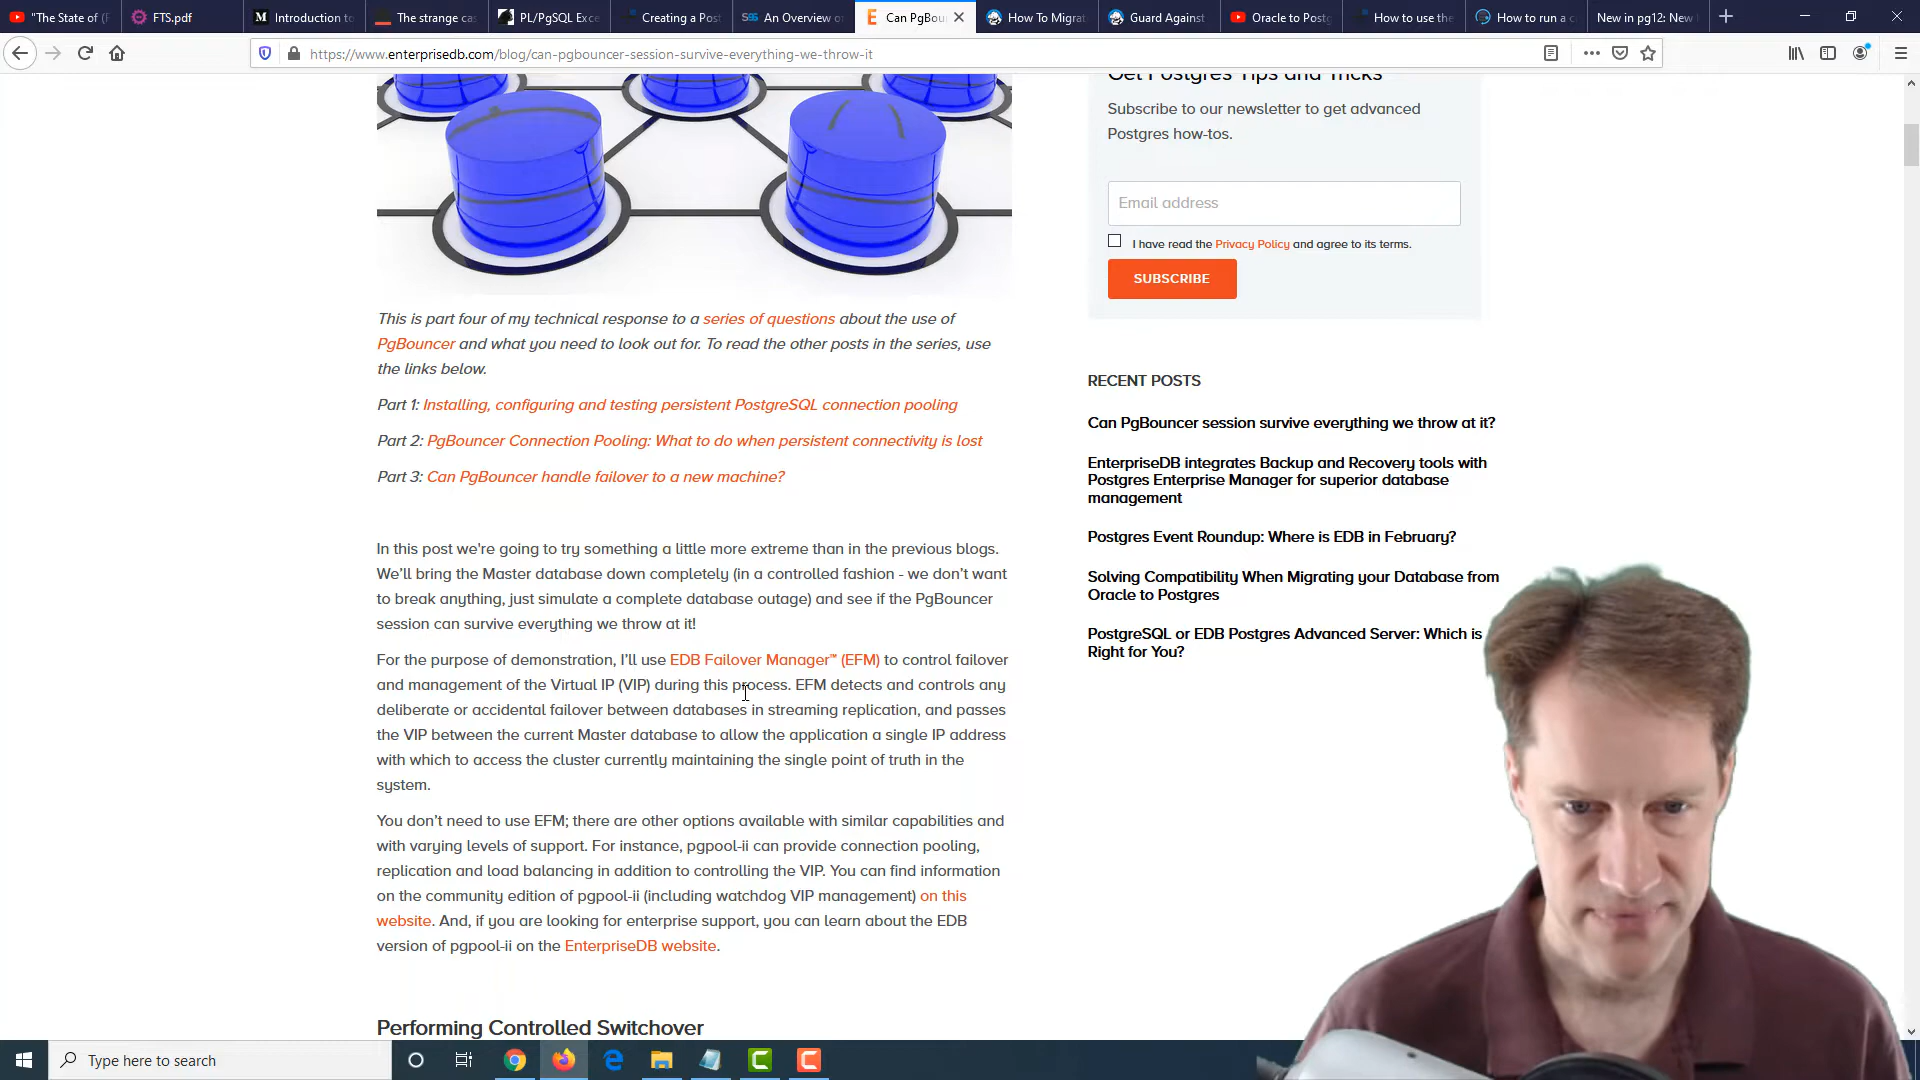 "The State of (F
FTS.pdf
Introduction to
The strange cas
PL/PgSQL Exce
Creating a Post
An Overview o
Can PgBoun
How To Migrat
Guard Against
Oracle to Postg
How to use the
How to run a c
New in pg12: New
https://www.enterprisedb.com/blog/can-pgbouncer-session-survive-everything-we-throw-it
This is part four of my technical response to a series of questions about the use of
PgBouncer and what you need to look out for. To read the other posts in the series, use
the links below.
Part 1: Installing, configuring and testing persistent PostgreSQL connection pooling
Part 2: PgBouncer Connection Pooling: What to do when persistent connectivity is lost
Part 3: Can PgBouncer handle failover to a new machine?
In this post we're going to try something a little more extreme than in the previous blogs.
We'll bring the Master database down completely (in a controlled fashion - we don't want
to break anything, just simulate a complete database outage) and see if the PgBouncer
session can survive everything we throw at it!
For the purpose of demonstration, I'll use EDB Failover Manager™ (EFM) to control failover
and management of the Virtual IP (VIP) during this process. EFM detects and controls any
deliberate or accidental failover between databases in streaming replication, and passes
the VIP between the current Master database to allow the application a single IP address
with which to access the cluster currently maintaining the single point of truth in the
system.
You don't need to use EFM; there are other options available with similar capabilities and
with varying levels of support. For instance, pgpool-ii can provide connection pooling,
replication and load balancing in addition to controlling the VIP. You can find information
on the community edition of pgpool-ii (including watchdog VIP management) on this
website. And, if you are looking for enterprise support, you can learn about the EDB
version of pgpool-ii on the EnterpriseDB website.
Performing Controlled Switchover
Get Postgres Tips and Tricks
Subscribe to our newsletter to get advanced
Postgres how-tos.
Email address
I have read the Privacy Policy and agree to its terms.
SUBSCRIBE
RECENT POSTS
Can PgBouncer session survive everything we throw at it?
EnterpriseDB integrates Backup and Recovery tools with
Postgres Enterprise Manager for superior database
management
Postgres Event Roundup: Where is EDB in February?
Solving Compatibility When Migrating your Database from
Oracle to Postgres
PostgreSQL or EDB Postgres Advanced Server: Which is
Right for You?
Type here to search